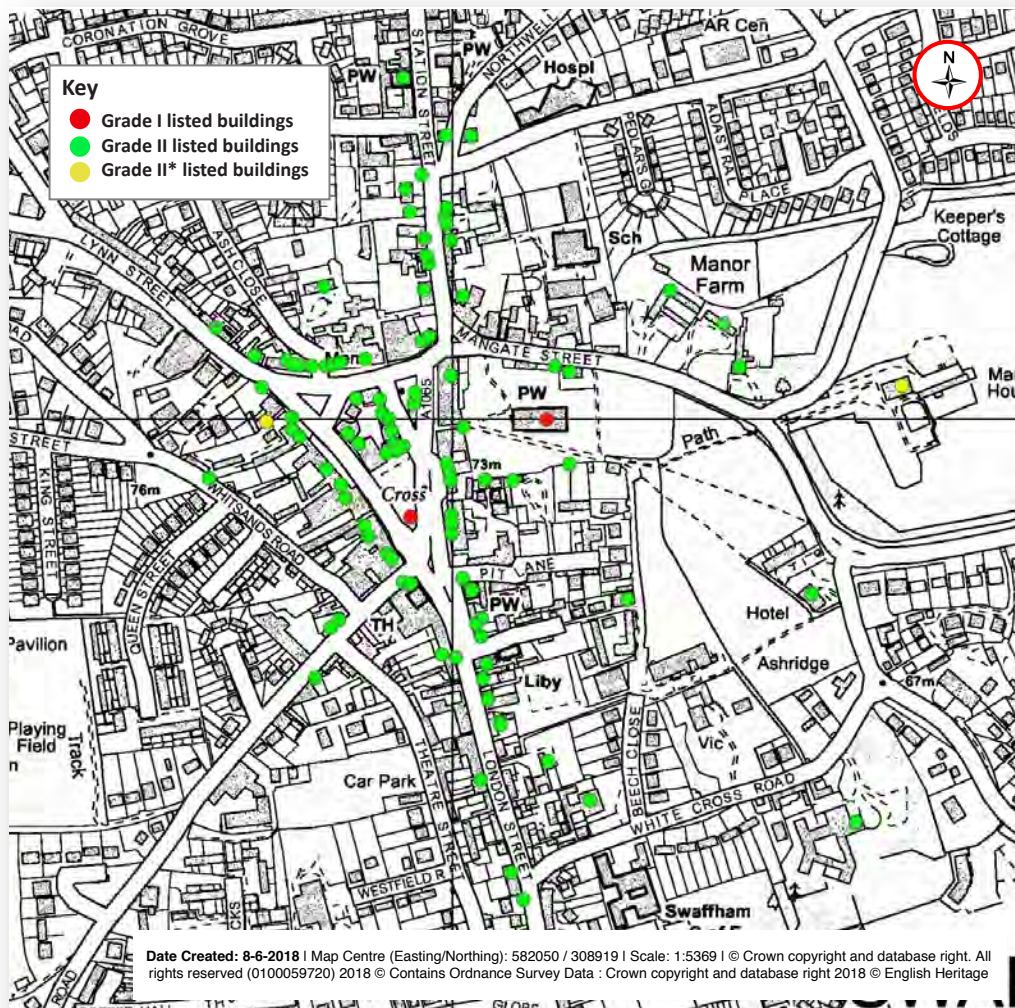 CORONATION GROVE
STATION STREET
PW
NORTHWELL
AR Cen
Hospl
PW
N
Key
Grade I listed buildings
Grade II listed buildings
Grade II* listed buildings
ADASTRAL
PLACE
Keeper's
Cottage
Sch
LYNN STREET
ASH CLOSE
Manor
Farm
MANGATE STREET
A1065
PW
Path
STREET
KING STREET
76m
WHITSANDS ROAD
73m
Cross
QUEEN STREET
PIT LANE
PW
TH
Hotel
Pavilion
Ashridge
67m
Liby
Playing
Field
Track
Vic
BEECH CLOSE
WHITE CROSS ROAD
Car Park
THEATRE STREET
LONDON STREET
WESTFIELD R
Swaffham
Date Created: 8-6-2018 | Map Centre (Easting/Northing): 582050 / 308919 | Scale: 1:5369 | © Crown copyright and database right. All
rights reserved (0100059720) 2018 © Contains Ordnance Survey Data : Crown copyright and database right 2018 © English Heritage
ROAD